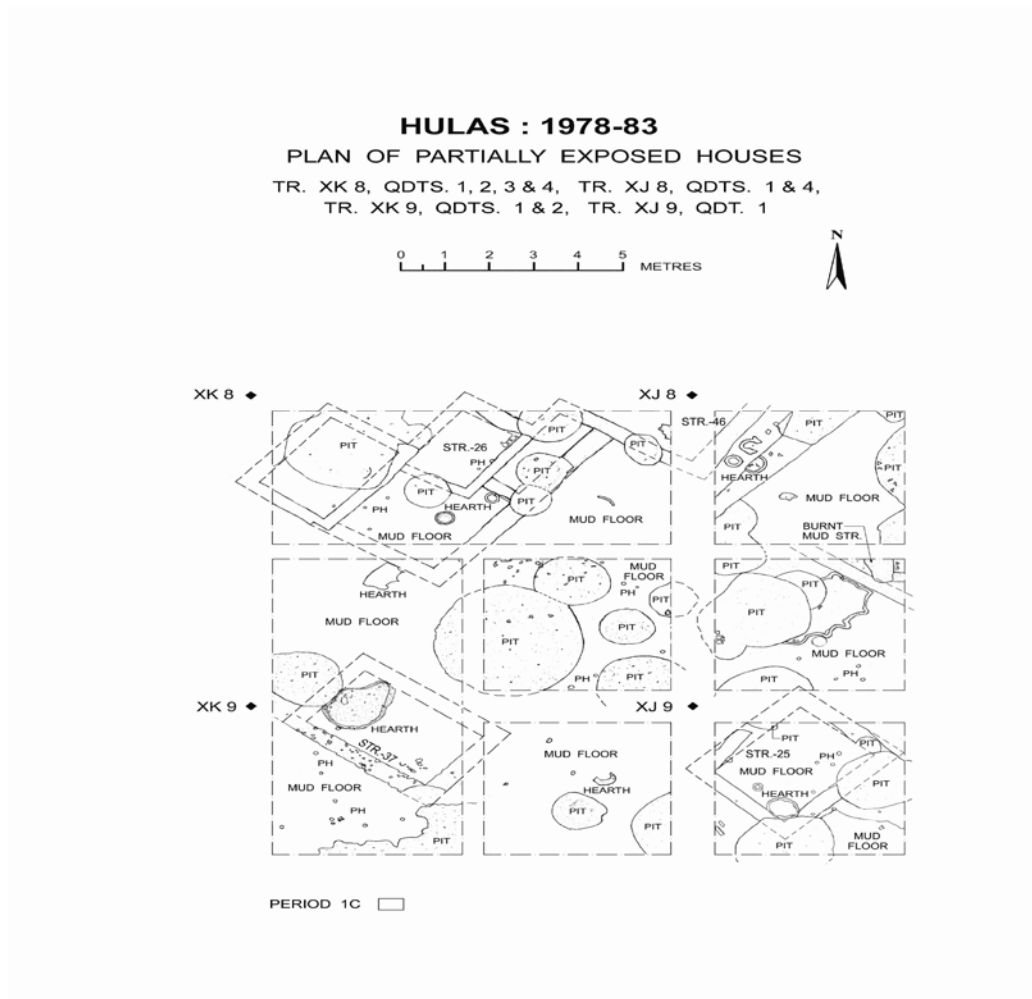 HULAS : 1978-83
PLAN OF PARTIALLY EXPOSED HOUSES
TR. XK 8, QDTS. 1, 2, 3 & 4, TR. XJ 8, QDTS. 1 & 4,
TR. XK 9, QDTS. 1 & 2, TR. XJ 9, QDT. 1
0 1 2 3 4 5
METRES
N
XK 8
XJ 8
PIT
STR.-26
PH
PIT
PIT
PIT
PIT
PIT
HEARTH
PH
MUD FLOOR
MUD FLOOR
STR.-46
PIT
PIT
PIT
HEARTH
MUD FLOOR
PIT
BURNT
MUD STR.
HEARTH
MUD FLOOR
PIT
PIT
MUD
FLOOR
PH
PIT
PIT
PIT
PH
PIT
PIT
PIT
PIT
MUD FLOOR
PH
PIT
XK 9
XJ 9
HEARTH
STR.-37
PH
MUD FLOOR
PH
PIT
MUD FLOOR
HEARTH
PIT
PIT
PIT
STR.-25
PH
PIT
MUD FLOOR
PIT
HEARTH
PIT
MUD
FLOOR
PERIOD 1C